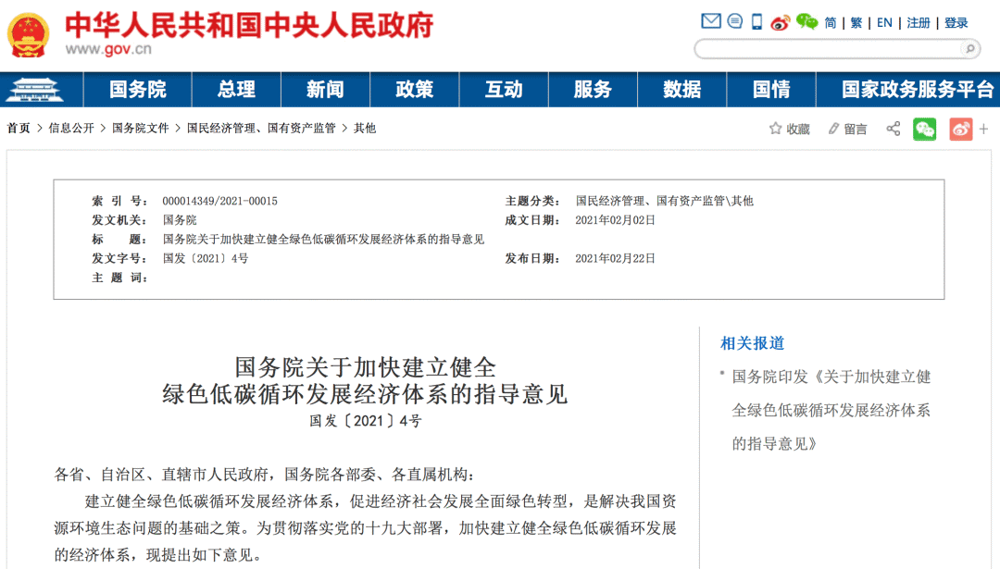 中华人民共和国中央人民政府
www.gov.cn
简 | 繁 | EN | 注册 | 登录
国务院 总理 新闻 政策 互动 服务 数据 国情 国家政务服务平台
首页 > 信息公开 > 国务院文件 > 国民经济管理、国有资产监管 > 其他
收藏 留言
索 引 号： 000014349/2021-00015 主题分类： 国民经济管理、国有资产监管\其他
发文机关： 国务院 成文日期： 2021年02月02日
标 题： 国务院关于加快建立健全绿色低碳循环发展经济体系的指导意见
发文字号： 国发〔2021〕4号 发布日期： 2021年02月22日
主 题 词：
国务院关于加快建立健全
绿色低碳循环发展经济体系的指导意见
国发〔2021〕4号
各省、自治区、直辖市人民政府，国务院各部委、各直属机构：
建立健全绿色低碳循环发展经济体系，促进经济社会发展全面绿色转型，是解决我国资
源环境生态问题的基础之策。为贯彻落实党的十九大部署，加快建立健全绿色低碳循环发展
的经济体系，现提出如下意见。
相关报道
国务院印发《关于加快建立健
全绿色低碳循环发展经济体系
的指导意见》